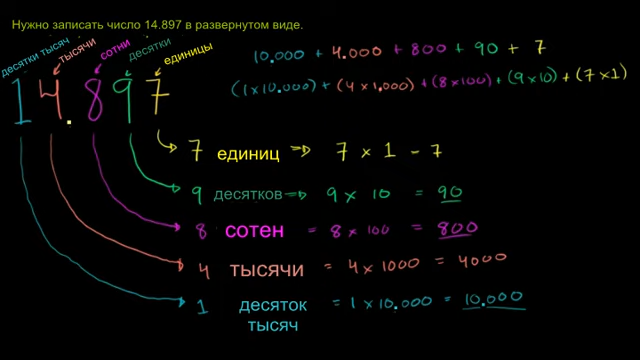 Нужно записать число 14.897 в развернутом виде.
десятки тысяч тысячи сотни десятки единицы
10.000 + 4.000 + 800 + 90 + 7
(1 x 10.000) + (4 x 1.000) + (8 x 100) + (9 x 10) + (7 x 1)
14.897
7 единиц => 7 x 1 - 7
9 десятков => 9 x 10 = 90
8 сотен = 8 x 100 = 800
4 тысячи = 4 x 1000 = 4000
1 десяток тысяч = 1 x 10.000 = 10.000